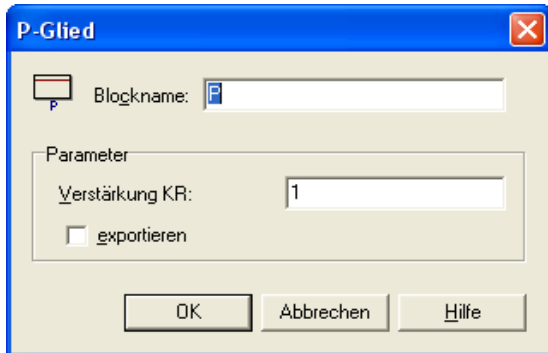 P-Glied
P
Blockname: P
Parameter
Verstärkung KR: 1
exportieren
OK Abbrechen Hilfe